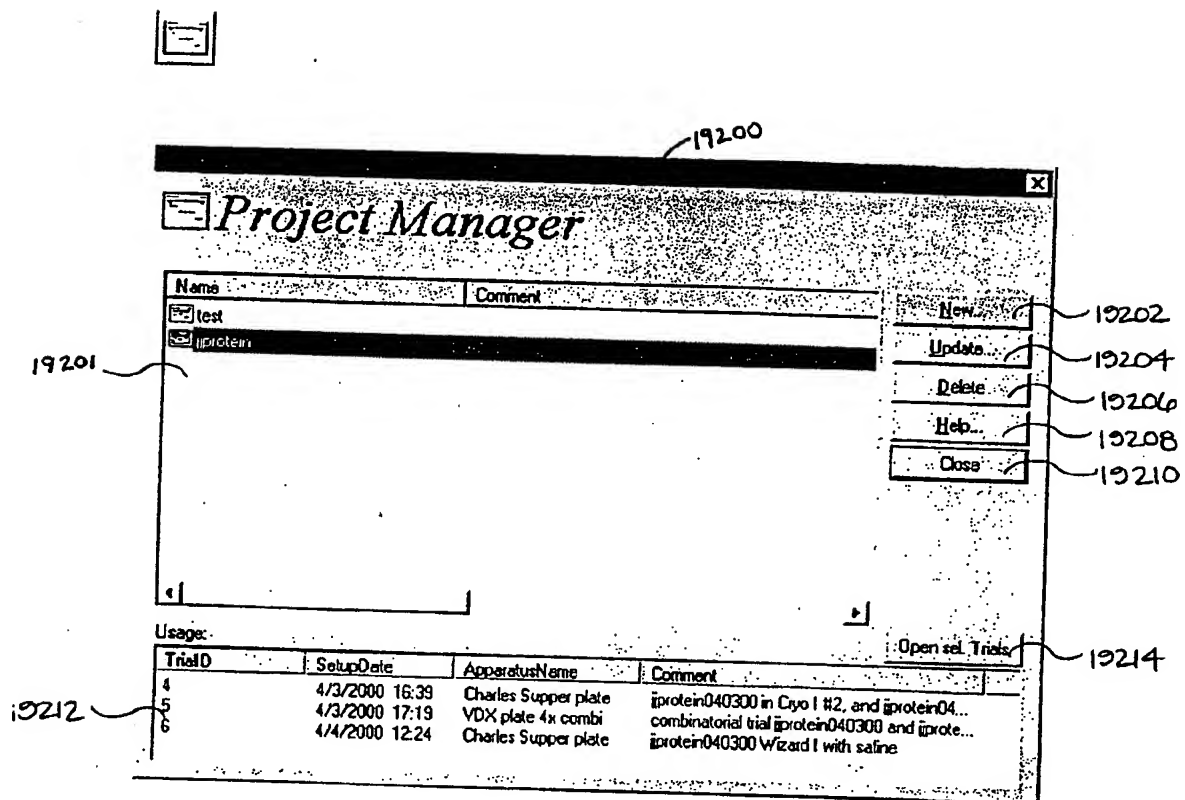 19200
Project Manager
Name Comment
test
jjprotein
New...
Update...
Delete
Help...
Close
19201
19202
19204
19206
19208
19210
Usage:
Open sel. Trials
19214
TrialID SetupDate ApparatusName Comment
4 4/3/2000 16:39 Charles Supper plate jjprotein040300 in Cryo I #2, and jjprotein04...
5 4/3/2000 17:19 VDX plate 4x combi combinatorial trial jjprotein040300 and jjprote...
6 4/4/2000 12:24 Charles Supper plate jjprotein040300 Wizard I with saline
19212